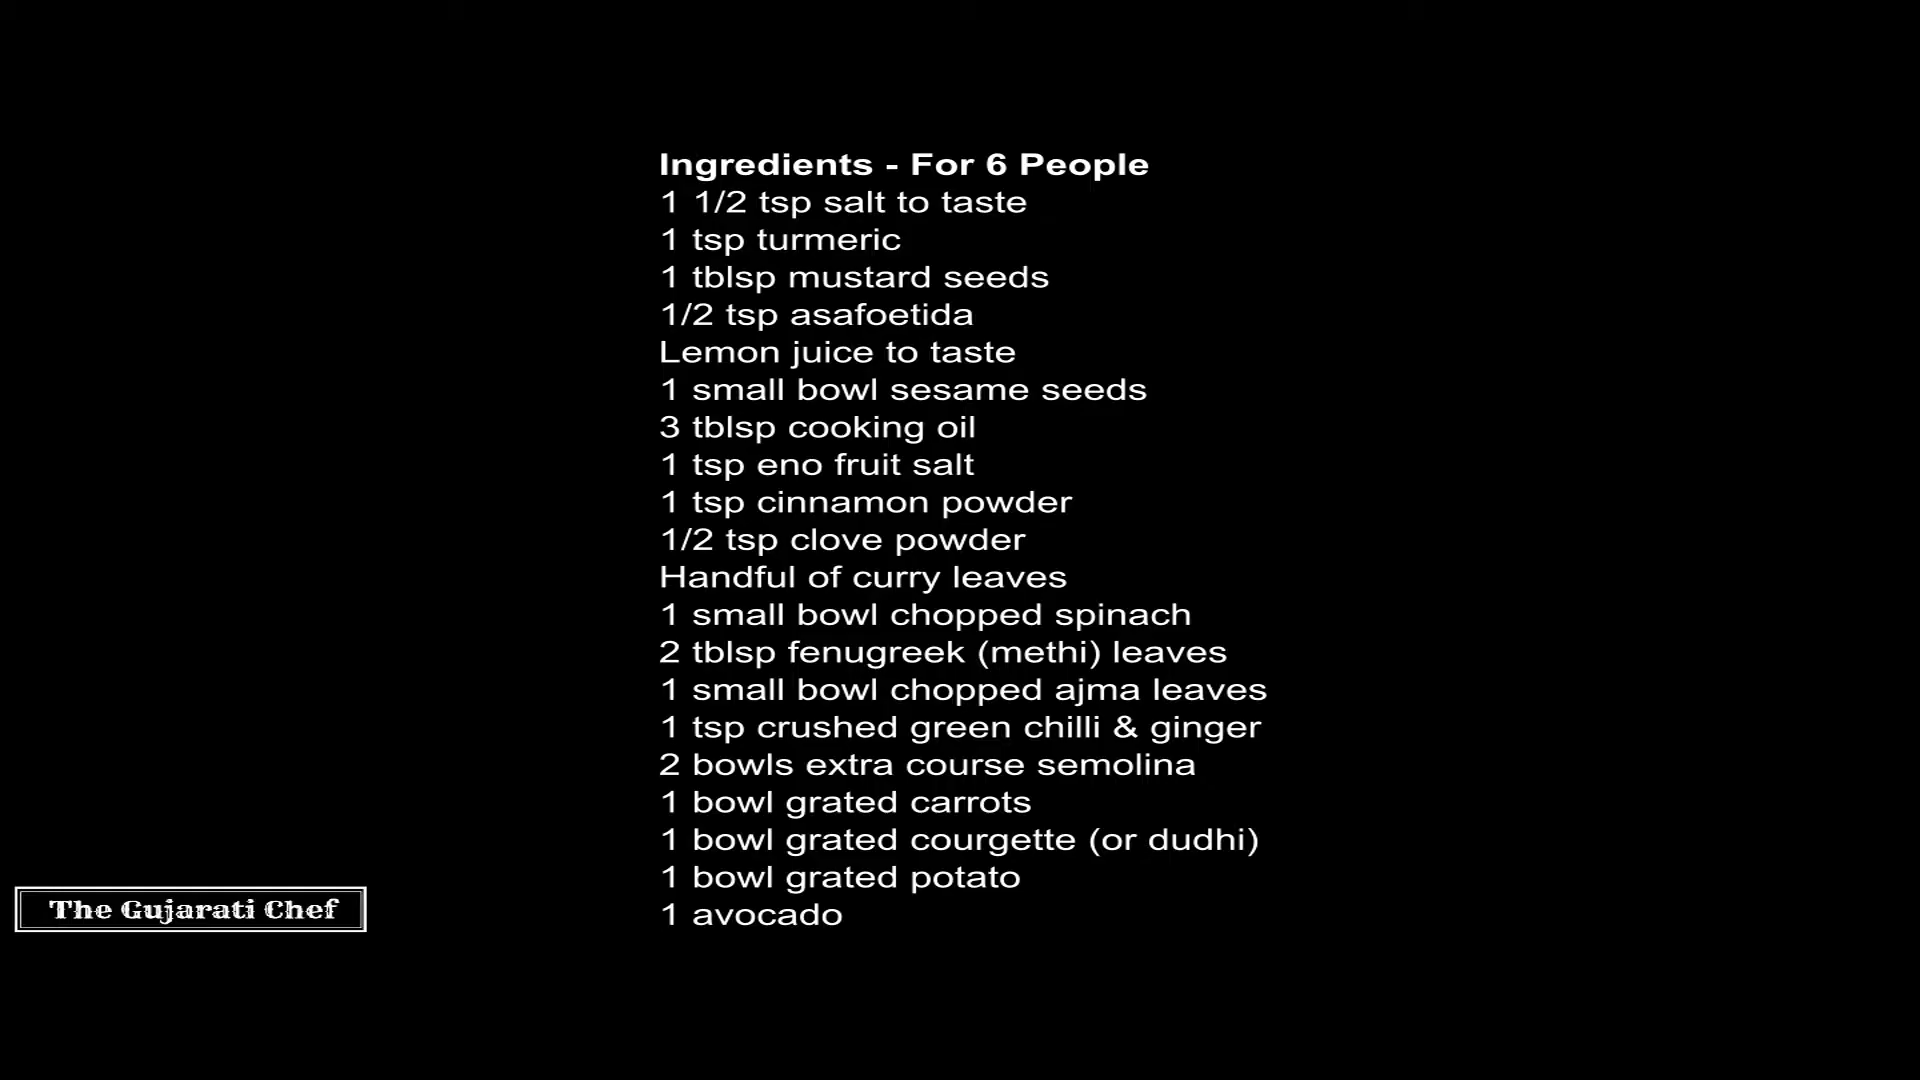 Ingredients - For 6 People
1 1/2 tsp salt to taste
1 tsp turmeric
1 tblsp mustard seeds
1/2 tsp asafoetida
Lemon juice to taste
1 small bowl sesame seeds
3 tblsp cooking oil
1 tsp eno fruit salt
1 tsp cinnamon powder
1/2 tsp clove powder
Handful of curry leaves
1 small bowl chopped spinach
2 tblsp fenugreek (methi) leaves
1 small bowl chopped ajma leaves
1 tsp crushed green chilli & ginger
2 bowls extra course semolina
1 bowl grated carrots
1 bowl grated courgette (or dudhi)
1 bowl grated potato
1 avocado
The Gujarati Chef